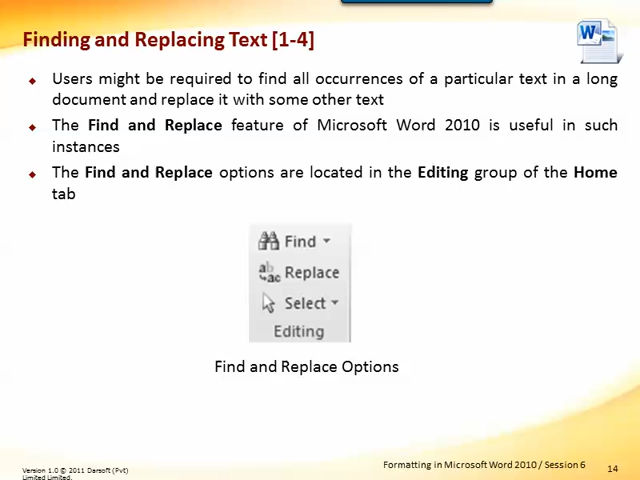 Finding and Replacing Text [1-4]
W
Users might be required to find all occurrences of a particular text in a long
document and replace it with some other text
The Find and Replace feature of Microsoft Word 2010 is useful in such
instances
The Find and Replace options are located in the Editing group of the Home
tab
Find
ab
ac Replace
Select
Editing
Find and Replace Options
Version 1.0 © 2011 Darsoft (Pvt)
Limited Limited.
Formatting in Microsoft Word 2010 / Session 6
14